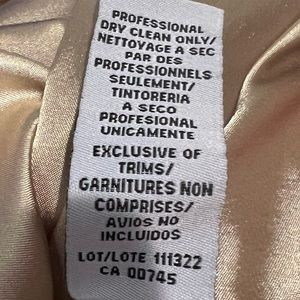 PROFESSIONAL
DRY CLEAN ONLY/
NETTOYAGE A SEC
PAR DES
PROFESSIONNELS
SEULEMENT/
TINTORERIA
A SECO
PROFESIONAL
UNICAMENTE
EXCLUSIVE OF
TRIMS/
GARNITURES NON
COMPRISES/
AVIOS NO
INCLUIDOS
LOT/LOTE 111322
CA 00745